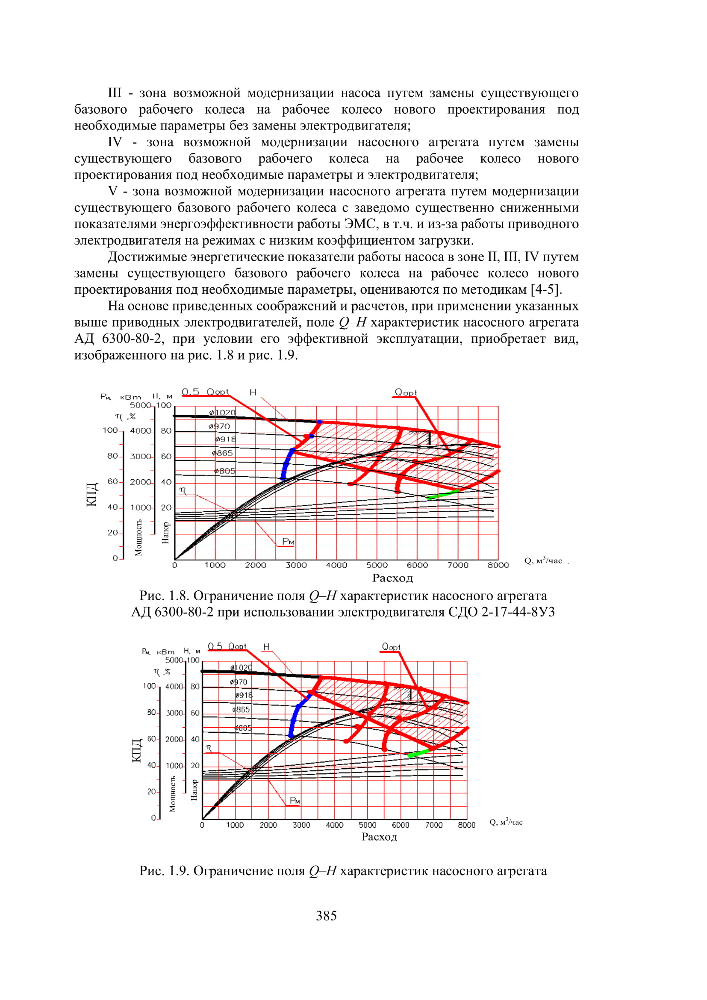 III - зона возможной модернизации насоса путем замены существующего
базового рабочего колеса на рабочее колесо нового проектирования под
необходимые параметры без замены электродвигателя;
IV - зона возможной модернизации насосного агрегата путем замены
существующего базового рабочего колеса на рабочее колесо нового
проектирования под необходимые параметры и электродвигателя;
V - зона возможной модернизации насосного агрегата путем модернизации
существующего базового рабочего колеса с заведомо существенно сниженными
показателями энергоэффективности работы ЭМС, в т.ч. и из-за работы приводного
электродвигателя на режимах с низким коэффициентом загрузки.
Достижимые энергетические показатели работы насоса в зоне II, III, IV путем
замены существующего базового рабочего колеса на рабочее колесо нового
проектирования под необходимые параметры, оцениваются по методикам [4-5].
На основе приведенных соображений и расчетов, при применении указанных
выше приводных электродвигателей, поле Q–H характеристик насосного агрегата
АД 6300-80-2, при условии его эффективной эксплуатации, приобретает вид,
изображенного на рис. 1.8 и рис. 1.9.
0.5 Qopt H Qopt
Рм, кВт H, м
5000 100
η ,% ø1020
ø970
100 4000 80
ø918
ø865
80 3000 60
ø805
60 2000 40
η
КПД
40 1000 20
Мощность
Напор
20
Рм
0
0 1000 2000 3000 4000 5000 6000 7000 8000
Q, м³/час .
Расход
Рис. 1.8. Ограничение поля Q–H характеристик насосного агрегата
АД 6300-80-2 при использовании электродвигателя СДО 2-17-44-8У3
0.5 Qopt H Qopt
Рм, кВт H, м
5000 100
η ,% ø1020
ø970
100 4000 80
ø918
ø865
80 3000 60
ø805
60 2000 40
η
КПД
40 1000 20
Мощность
Напор
20
Рм
0
0 1000 2000 3000 4000 5000 6000 7000 8000
Q, м³/час
Расход
Рис. 1.9. Ограничение поля Q–H характеристик насосного агрегата
385